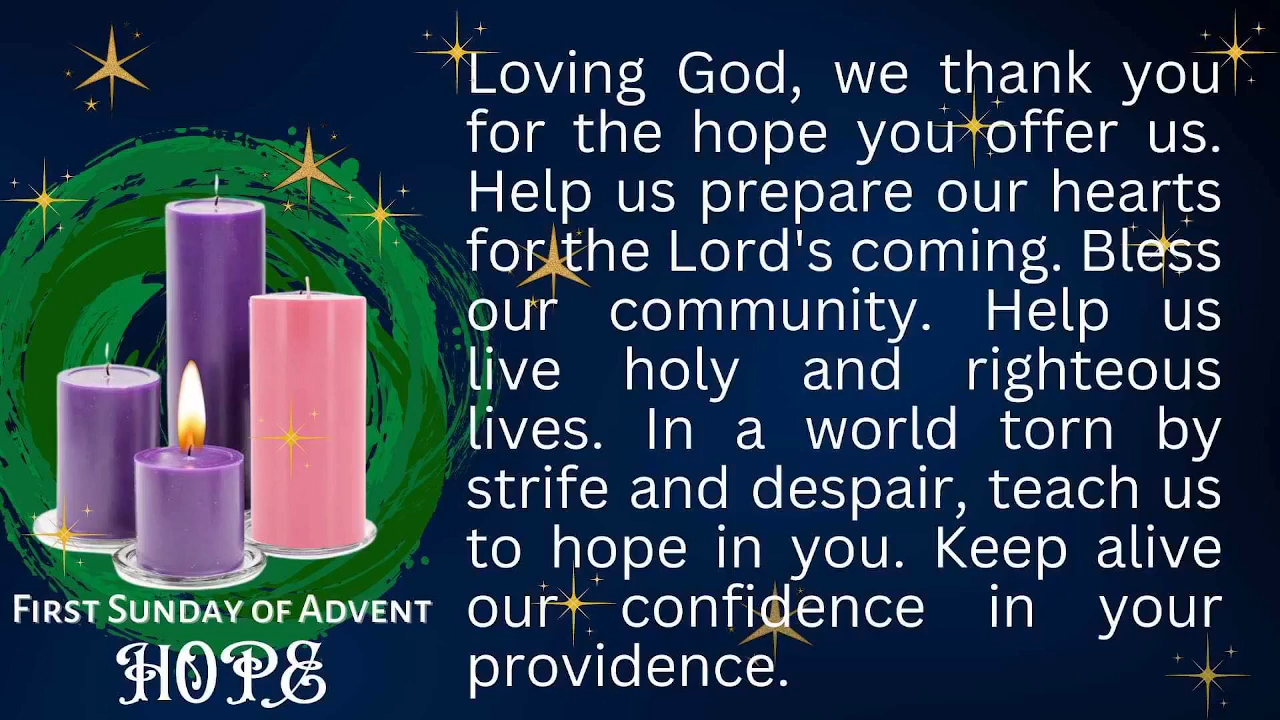 Loving God, we thank you
for the hope you offer us.
Help us prepare our hearts
for the Lord's coming. Bless
our community. Help us
live holy and righteous
lives. In a world torn by
strife and despair, teach us
to hope in you. Keep alive
our confidence in your
providence.
First Sunday of Advent
HOPE